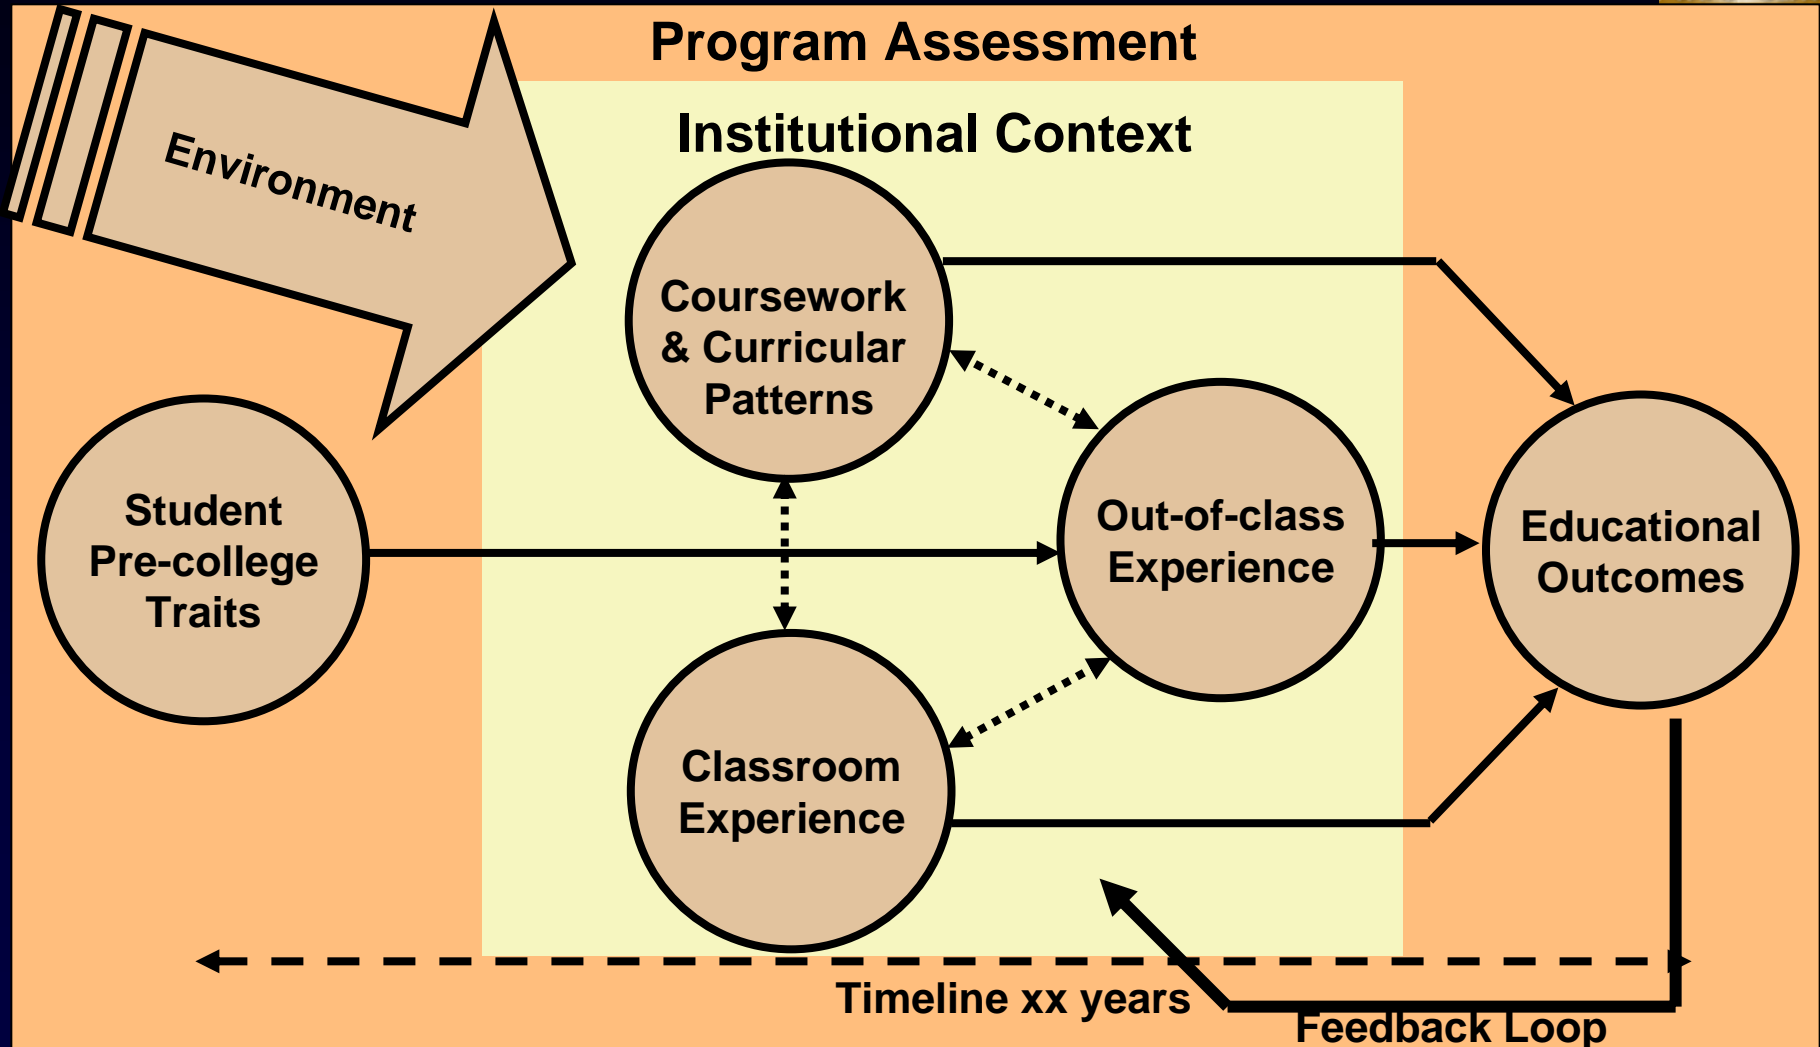 Program Assessment
Institutional Context
Environment
Coursework
& Curricular
Patterns
Student
Pre-college
Traits
Out-of-class
Experience
Educational
Outcomes
Classroom
Experience
Timeline xx years
Feedback Loop